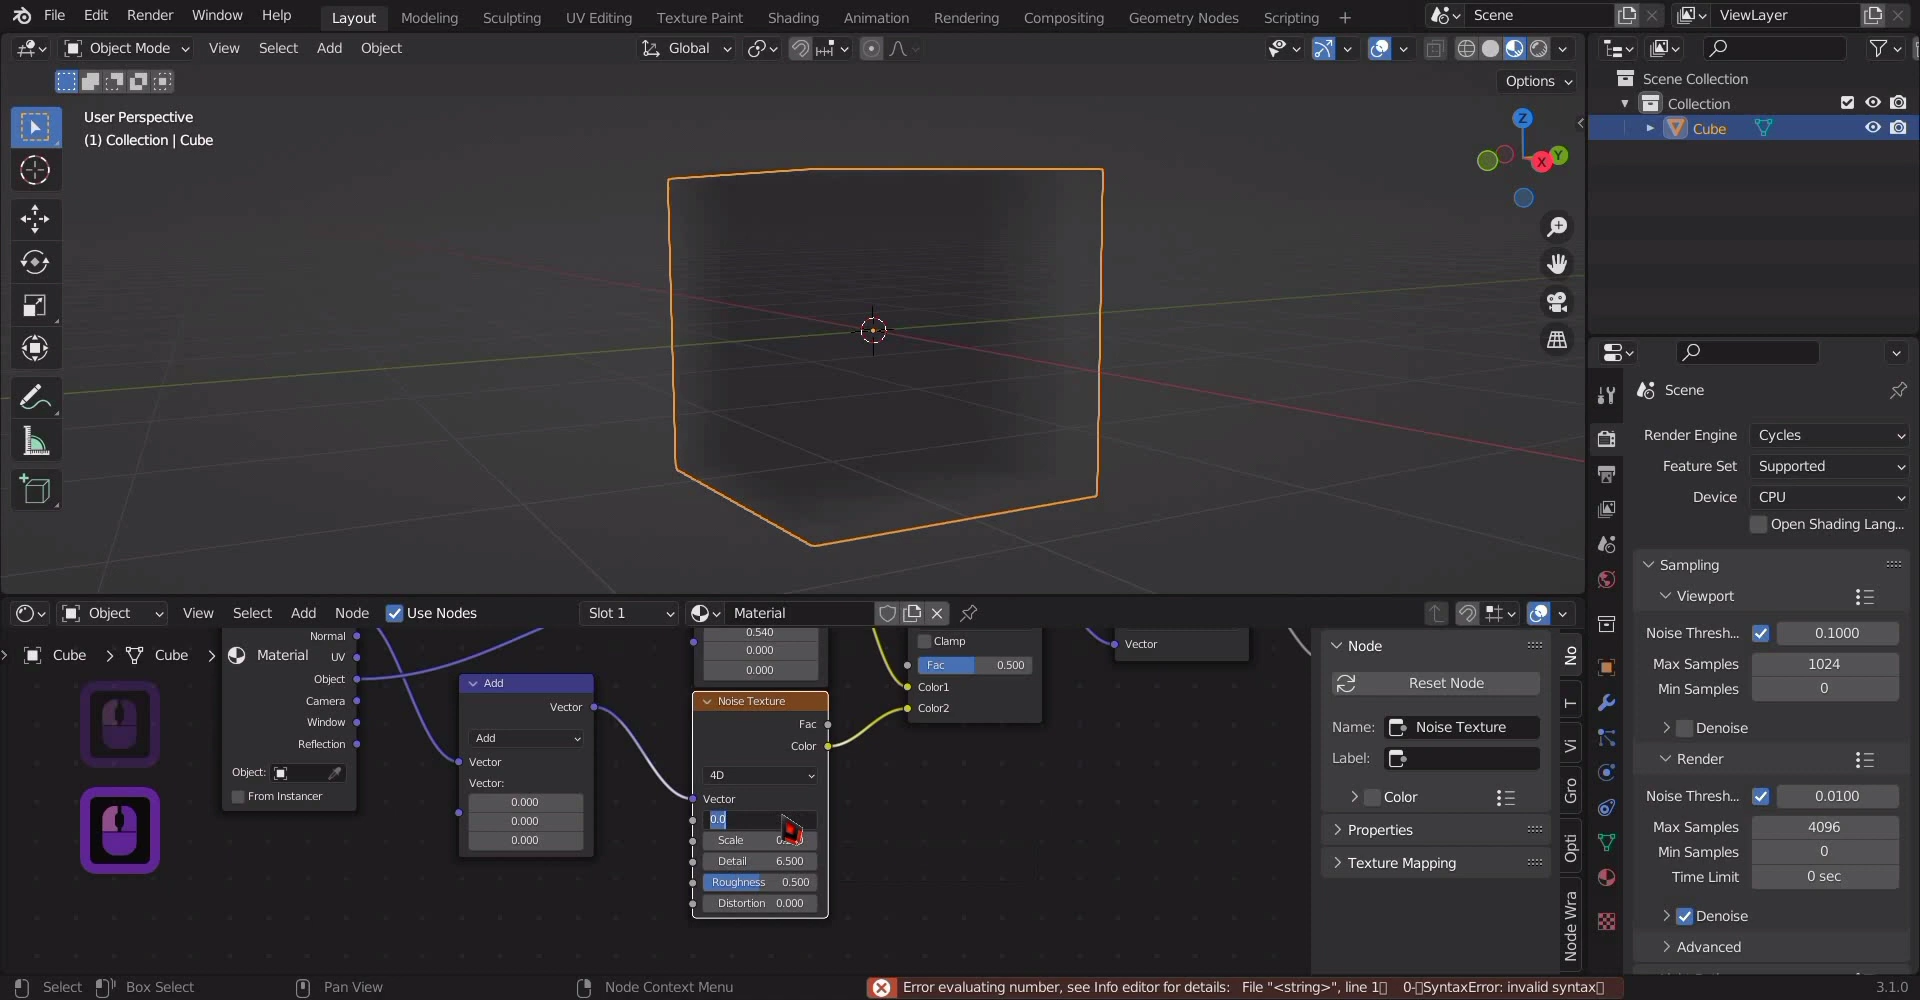 File Edit Render Window Help Layout Modeling Sculpting UV Editing Texture Paint Shading Animation Rendering Compositing Geometry Nodes Scripting + Scene ViewLayer
Object Mode View Select Add Object Global
Options
User Perspective
(1) Collection | Cube
Z
Y
X
Scene Collection
Collection
Cube
Scene
Render Engine Cycles
Feature Set Supported
Device CPU
Open Shading Lang...
Sampling
Viewport
Noise Thresh... 0.1000
Max Samples 1024
Min Samples 0
Denoise
Render
Noise Thresh... 0.0100
Max Samples 4096
Min Samples 0
Time Limit 0 sec
Denoise
Advanced
Object View Select Add Node Use Nodes Slot 1 Material
Cube > Cube > Material
Normal
UV
Object
Camera
Window
Reflection
Object:
From Instancer
Add
Vector
Add
Vector
Vector:
0.000
0.000
0.000
0.540
0.000
0.000
Noise Texture
Fac
Color
4D
Vector
0.0
Scale
Detail 6.500
Roughness 0.500
Distortion 0.000
Clamp
Fac 0.500
Color1
Color2
Vector
Node
Reset Node
Name: Noise Texture
Label:
Color
Properties
Texture Mapping
No
T
Vi
Gro
Opti
Node Wra
Select Box Select Pan View Node Context Menu
Error evaluating number, see Info editor for details: File "<string>", line 1 0- SyntaxError: invalid syntax
3.1.0